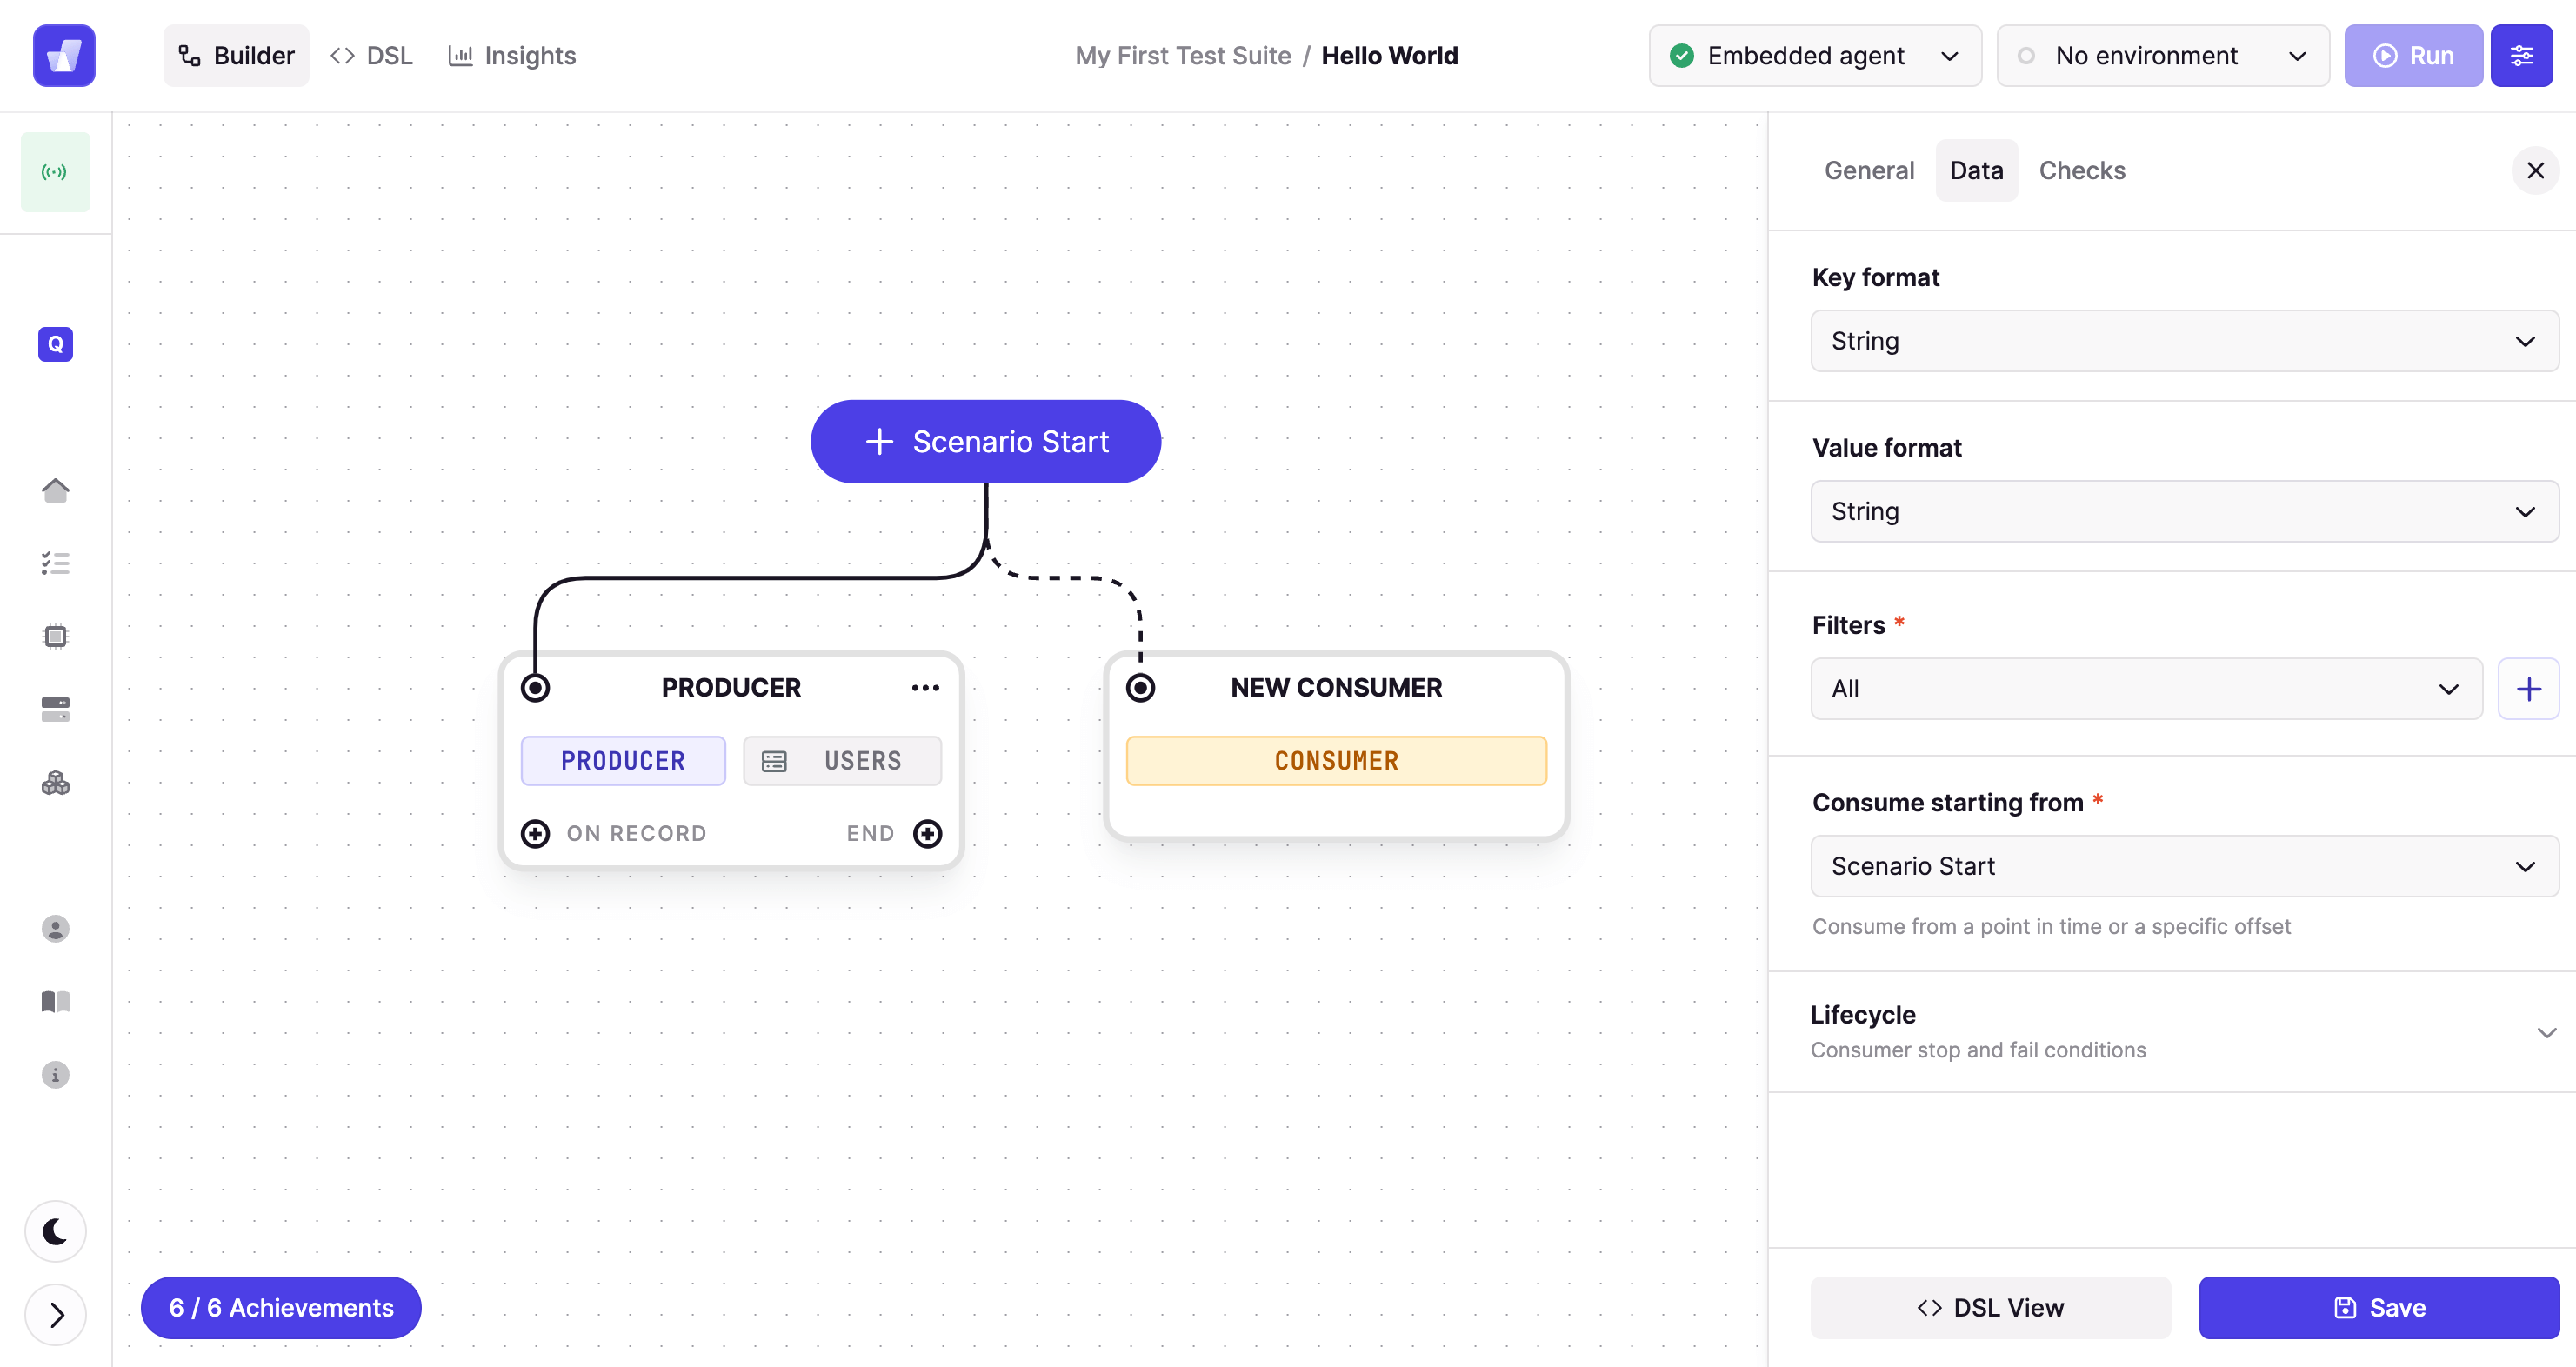 Builder
DSL
Insights
My First Test Suite / Hello World
Embedded agent
No environment
Run
General
Data
Checks
Q
Key format
String
Value format
String
Filters *
All
Consume starting from *
Scenario Start
Consume from a point in time or a specific offset
Lifecycle
Consumer stop and fail conditions
DSL View
Save
Scenario Start
PRODUCER
PRODUCER
USERS
ON RECORD
END
NEW CONSUMER
CONSUMER
6 / 6 Achievements